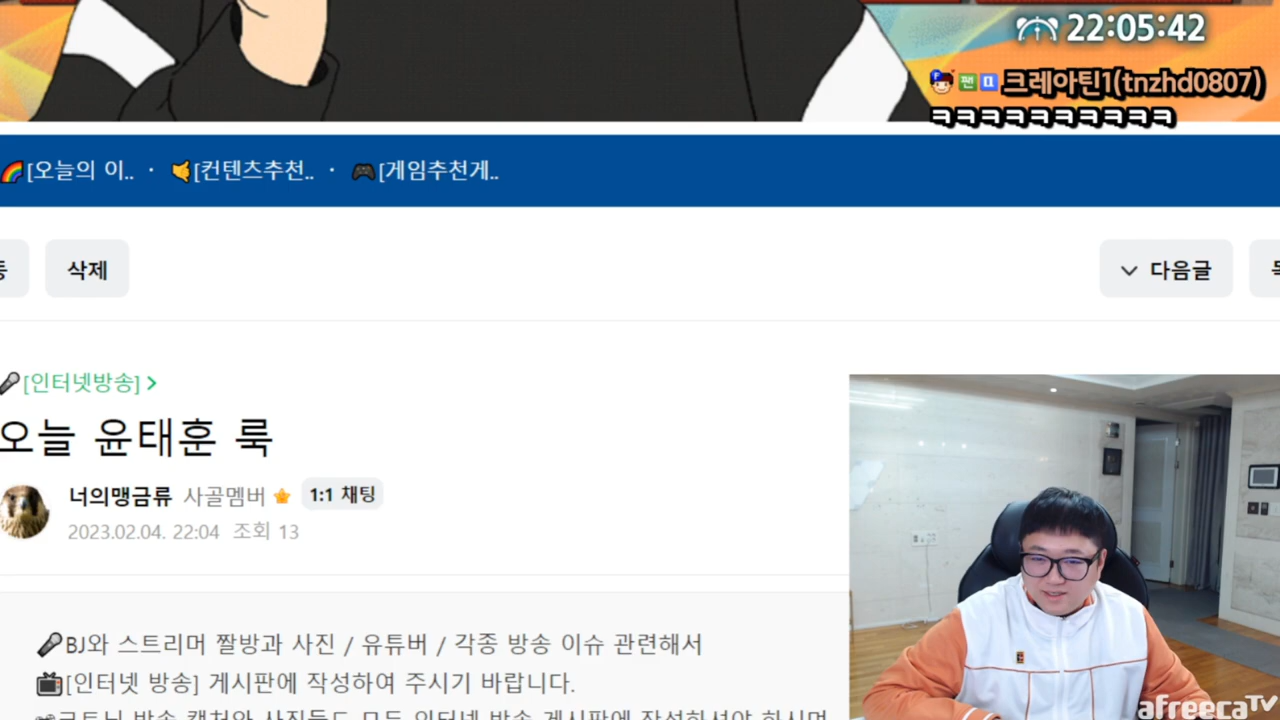 22:05:42
팬 크레아틴1(tnzhd0807)
ㅋㅋㅋㅋㅋㅋㅋㅋㅋㅋ
[오늘의 이.. · [컨텐츠추천.. · [게임추천게..
삭제
다음글
[인터넷방송] >
오늘 윤태훈 룩
너의맹금류 사골멤버 1:1 채팅
2023.02.04. 22:04 조회 13
BJ와 스트리머 짤방과 사진 / 유튜버 / 각종 방송 이슈 관련해서
[인터넷 방송] 게시판에 작성하여 주시기 바랍니다.
afreecaTV